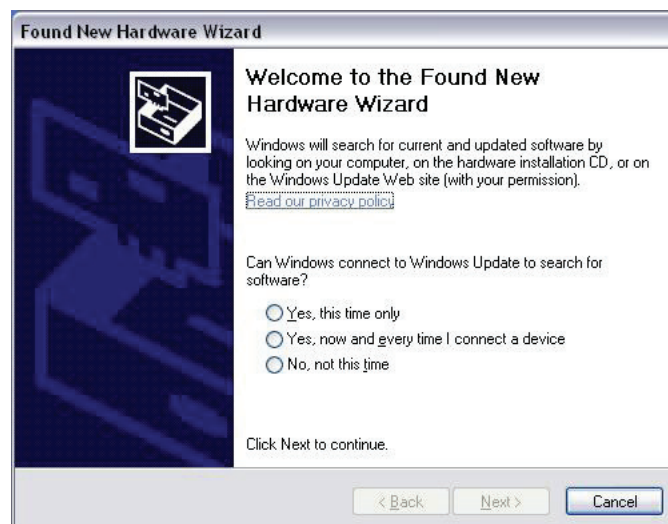 Found New Hardware Wizard
Welcome to the Found New
Hardware Wizard
Windows will search for current and updated software by
looking on your computer, on the hardware installation CD, or on
the Windows Update Web site (with your permission).
Read our privacy policy
Can Windows connect to Windows Update to search for
software?
Yes, this time only
Yes, now and every time I connect a device
No, not this time
Click Next to continue.
< Back
Next >
Cancel